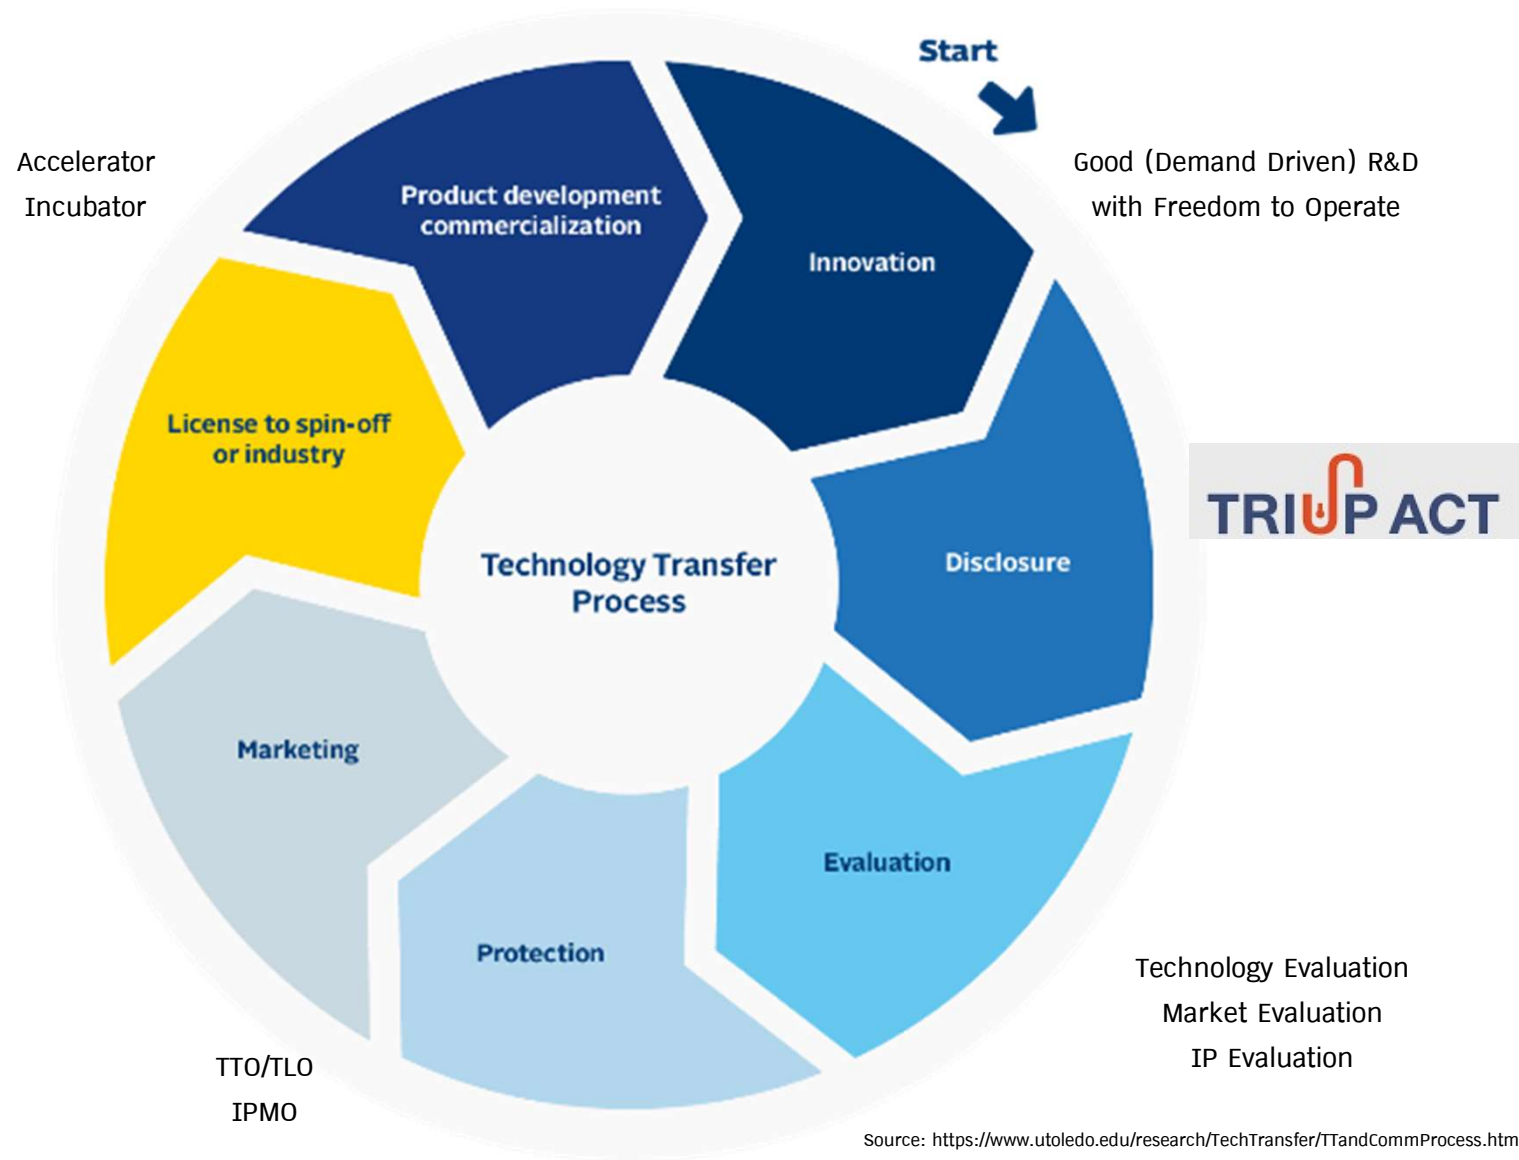 Start
Good (Demand Driven) R&D
with Freedom to Operate
Accelerator
Incubator
Product development
commercialization
Innovation
License to spin-off
or industry
Technology Transfer
Process
Disclosure
TRIUP ACT
Marketing
Evaluation
Protection
Technology Evaluation
Market Evaluation
IP Evaluation
TTO/TLO
IPMO
Source: https://www.utoledo.edu/research/TechTransfer/TTandCommProcess.htm